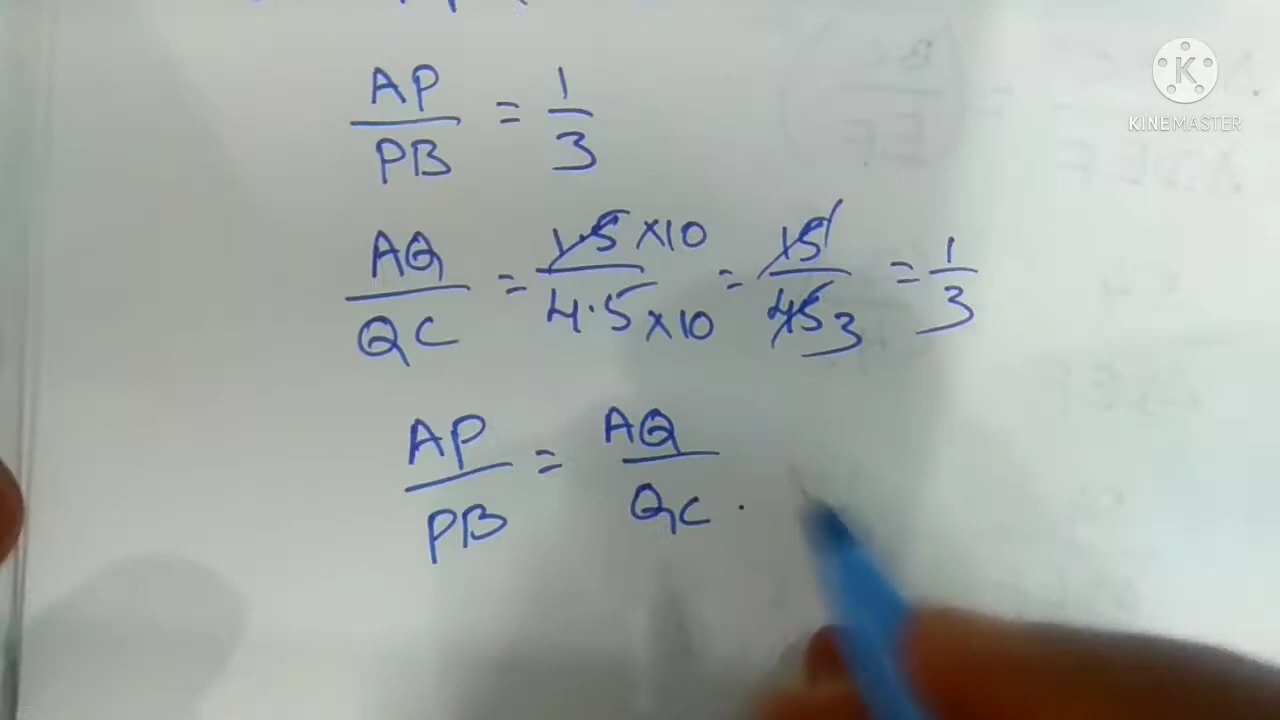 AP/PB = 1/3
AQ/QC = 1.5×10/4.5×10 = 15 1/45 3 = 1/3
AP/PB = AQ/QC.
K
KINEMASTER